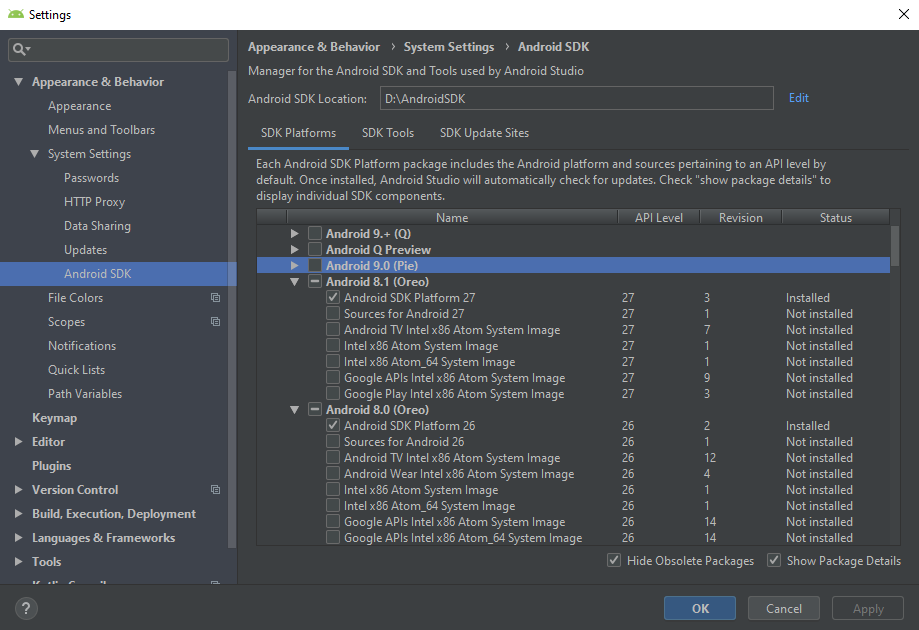 Settings
Appearance & Behavior
Appearance
Menus and Toolbars
System Settings
Passwords
HTTP Proxy
Data Sharing
Updates
Android SDK
File Colors
Scopes
Notifications
Quick Lists
Path Variables
Keymap
Editor
Plugins
Version Control
Build, Execution, Deployment
Languages & Frameworks
Tools
Appearance & Behavior › System Settings › Android SDK
Manager for the Android SDK and Tools used by Android Studio
Android SDK Location: D:\AndroidSDK Edit
SDK Platforms SDK Tools SDK Update Sites
Each Android SDK Platform package includes the Android platform and sources pertaining to an API level by
default. Once installed, Android Studio will automatically check for updates. Check "show package details" to
display individual SDK components.
Name API Level Revision Status
Android 9.+ (Q)
Android Q Preview
Android 9.0 (Pie)
Android 8.1 (Oreo)
Android SDK Platform 27 27 3 Installed
Sources for Android 27 27 1 Not installed
Android TV Intel x86 Atom System Image 27 7 Not installed
Intel x86 Atom System Image 27 1 Not installed
Intel x86 Atom_64 System Image 27 1 Not installed
Google APIs Intel x86 Atom System Image 27 9 Not installed
Google Play Intel x86 Atom System Image 27 3 Not installed
Android 8.0 (Oreo)
Android SDK Platform 26 26 2 Installed
Sources for Android 26 26 1 Not installed
Android TV Intel x86 Atom System Image 26 12 Not installed
Android Wear Intel x86 Atom System Image 26 4 Not installed
Intel x86 Atom System Image 26 1 Not installed
Intel x86 Atom_64 System Image 26 1 Not installed
Google APIs Intel x86 Atom System Image 26 14 Not installed
Google APIs Intel x86 Atom_64 System Image 26 14 Not installed
Hide Obsolete Packages Show Package Details
? OK Cancel Apply